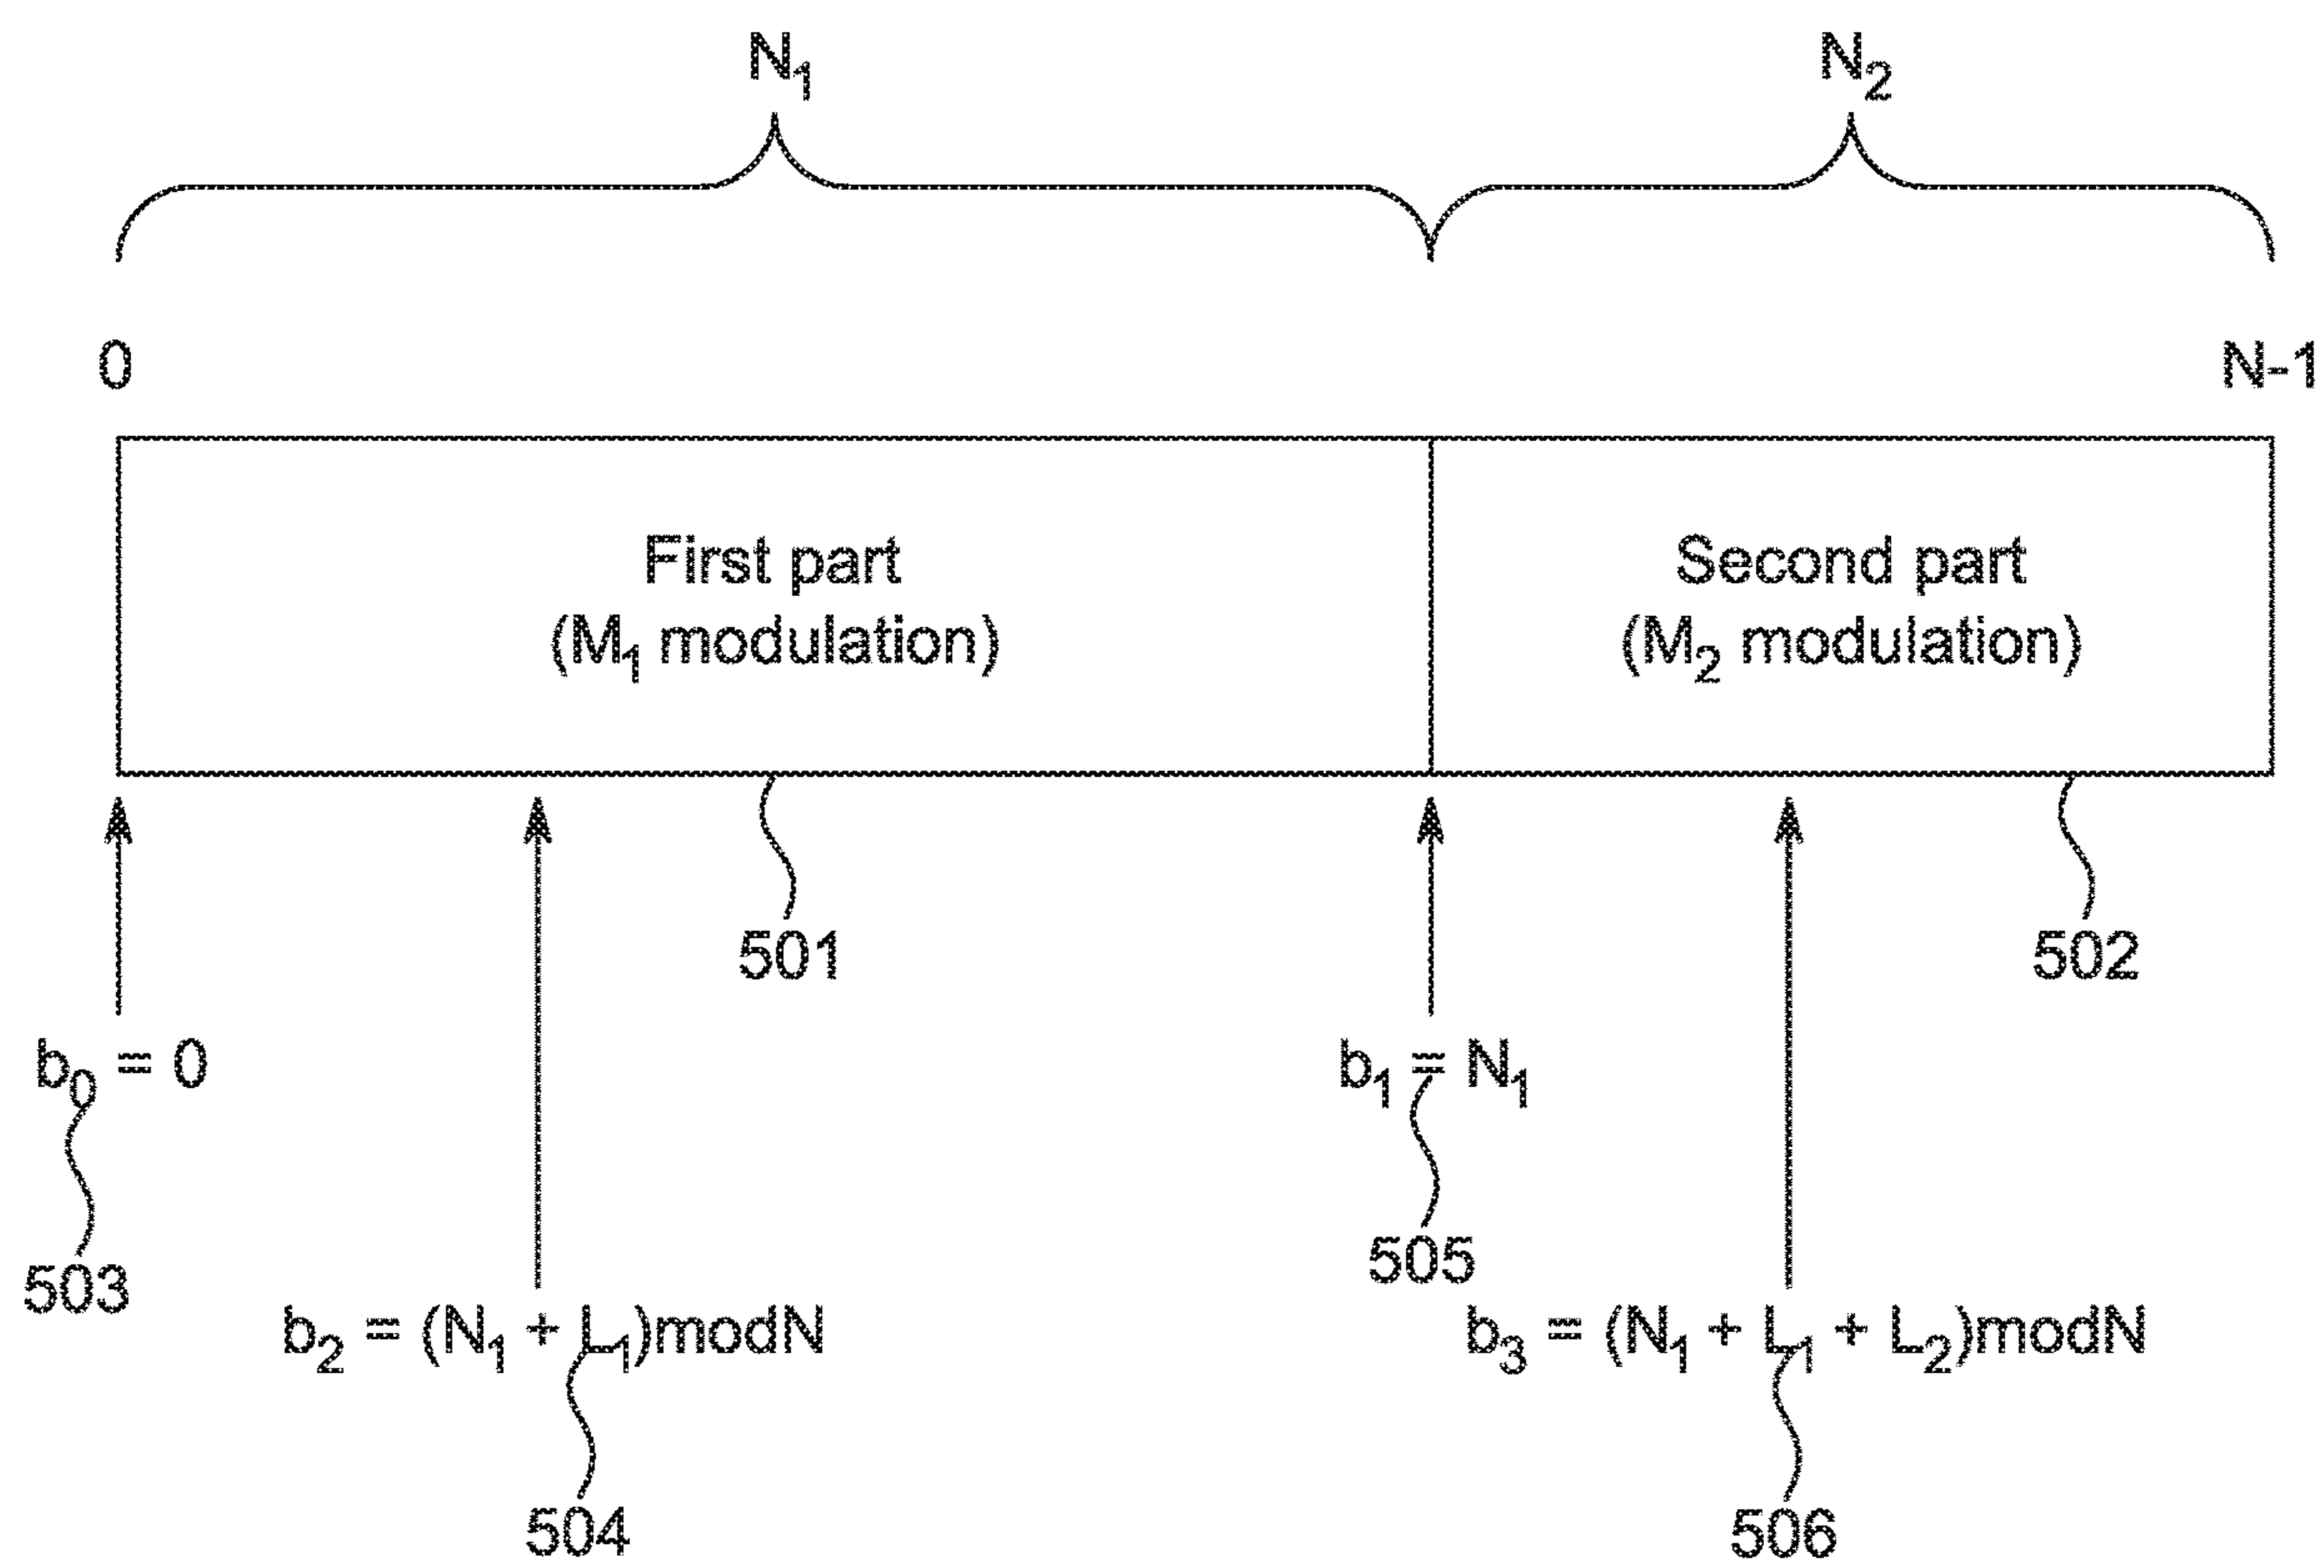 N₁
N₂
0
N-1
First part
(M₁ modulation)
Second part
(M₂ modulation)
501
502
b₀ = 0
b₁ = N₁
503
505
b₂ = (N₁ + L₁)modN
b₃ = (N₁ + L₁ + L₂)modN
504
506